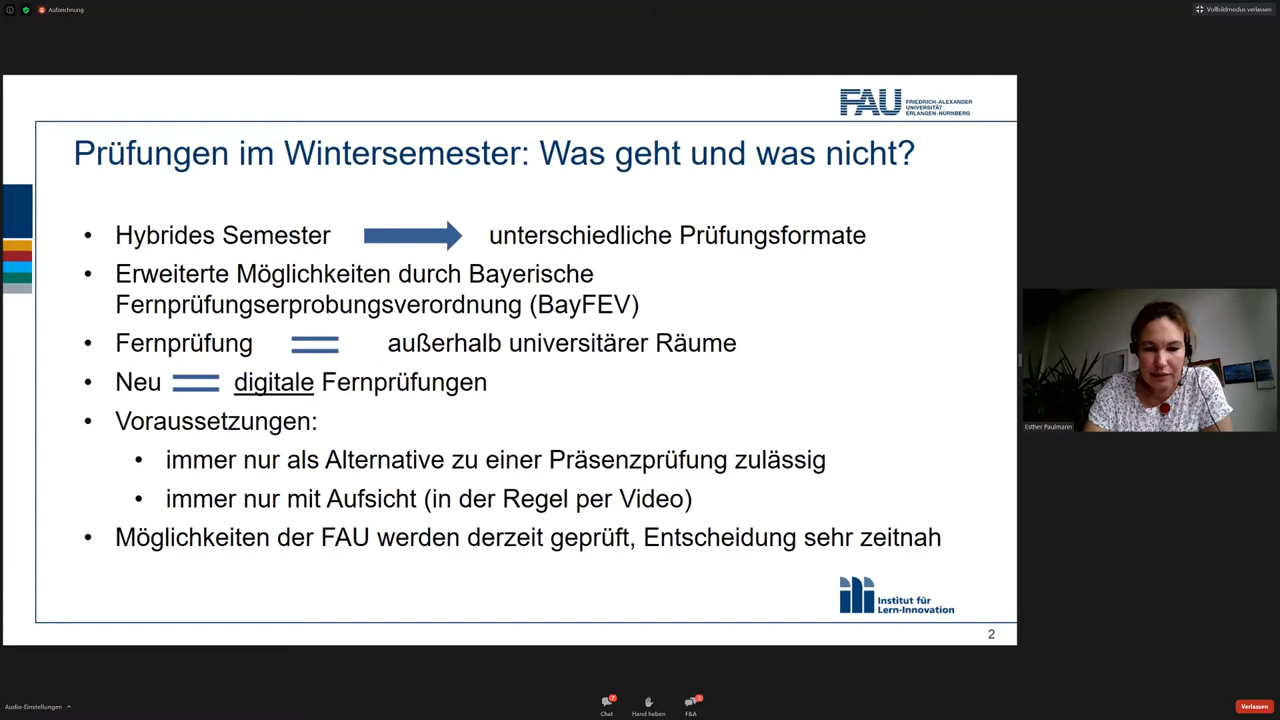 Aufzeichnung
Vollbildmodus verlassen
FAU
FRIEDRICH-ALEXANDER
UNIVERSITÄT
ERLANGEN-NÜRNBERG
Prüfungen im Wintersemester: Was geht und was nicht?
• Hybrides Semester unterschiedliche Prüfungsformate
• Erweiterte Möglichkeiten durch Bayerische
Fernprüfungserprobungsverordnung (BayFEV)
• Fernprüfung außerhalb universitärer Räume
• Neu digitale Fernprüfungen
• Voraussetzungen:
• immer nur als Alternative zu einer Präsenzprüfung zulässig
• immer nur mit Aufsicht (in der Regel per Video)
• Möglichkeiten der FAU werden derzeit geprüft, Entscheidung sehr zeitnah
Esther Paulmann
Institut für
Lern-Innovation
2
Audio-Einstellungen
Chat
Hand heben
F&A
Verlassen